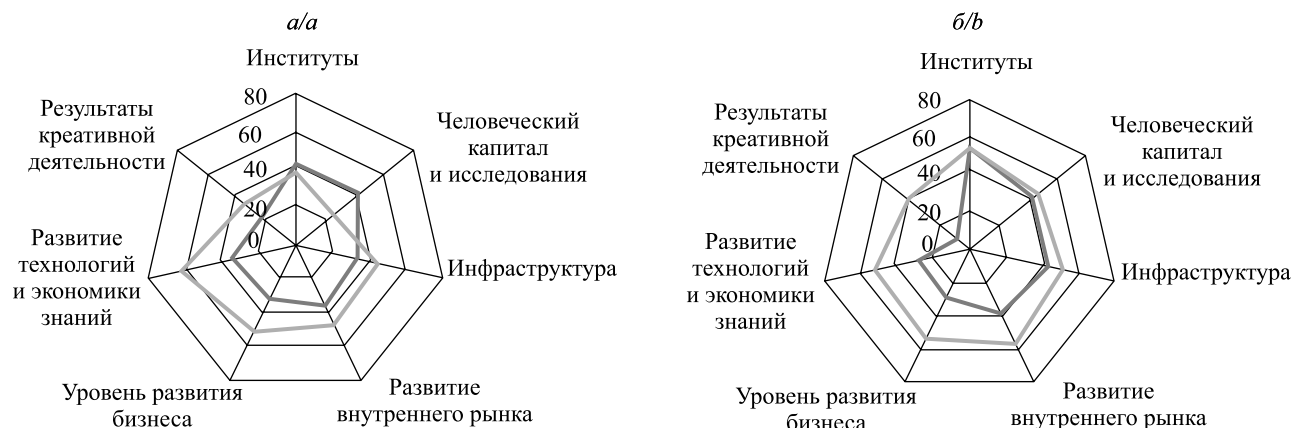 а/a
Институты
80
60
40
20
0
Человеческий
капитал
и исследования
Инфраструктура
Развитие
внутреннего рынка
Уровень развития
бизнеса
Развитие
технологий
и экономики
знаний
Результаты
креативной
деятельности
б/b
Институты
80
60
40
20
0
Человеческий
капитал
и исследования
Инфраструктура
Развитие
внутреннего рынка
Уровень развития
бизнеса
Развитие
технологий
и экономики
знаний
Результаты
креативной
деятельности